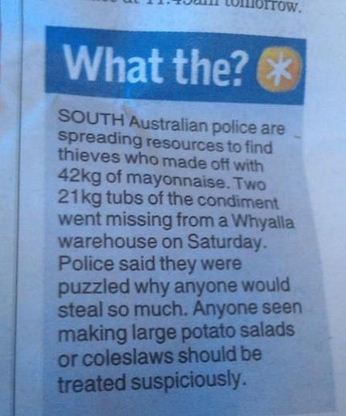 at 11.45am tomorrow.
What the?
SOUTH Australian police are
spreading resources to find
thieves who made off with
42kg of mayonnaise. Two
21kg tubs of the condiment
went missing from a Whyalla
warehouse on Saturday.
Police said they were
puzzled why anyone would
steal so much. Anyone seen
making large potato salads
or coleslaws should be
treated suspiciously.